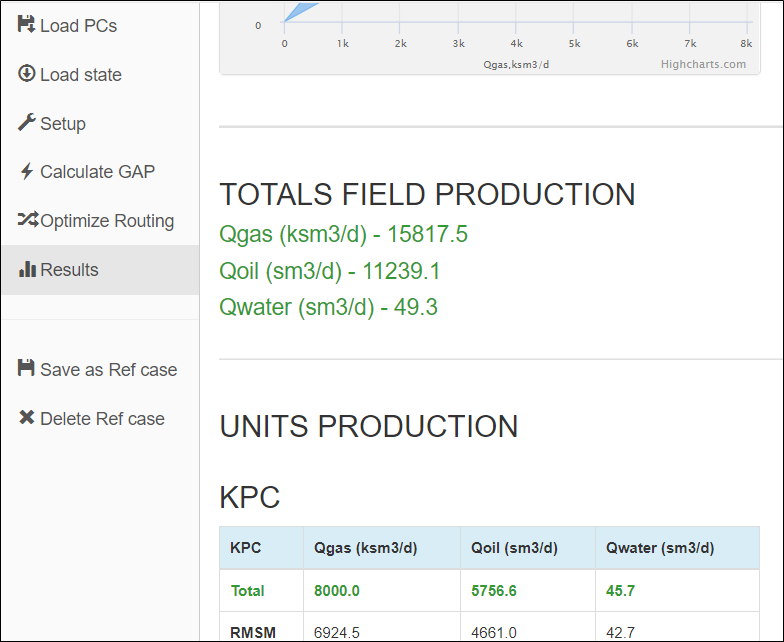 Load PCs
Load state
Setup
Calculate GAP
Optimize Routing
Results
Save as Ref case
Delete Ref case
0
0 1k 2k 3k 4k 5k 6k 7k 8k
Qgas,ksm3/d
Highcharts.com
TOTALS FIELD PRODUCTION
Qgas (ksm3/d) - 15817.5
Qoil (sm3/d) - 11239.1
Qwater (sm3/d) - 49.3
UNITS PRODUCTION
KPC
KPC Qgas (ksm3/d) Qoil (sm3/d) Qwater (sm3/d)
Total 8000.0 5756.6 45.7
RMSM 6924.5 4661.0 42.7